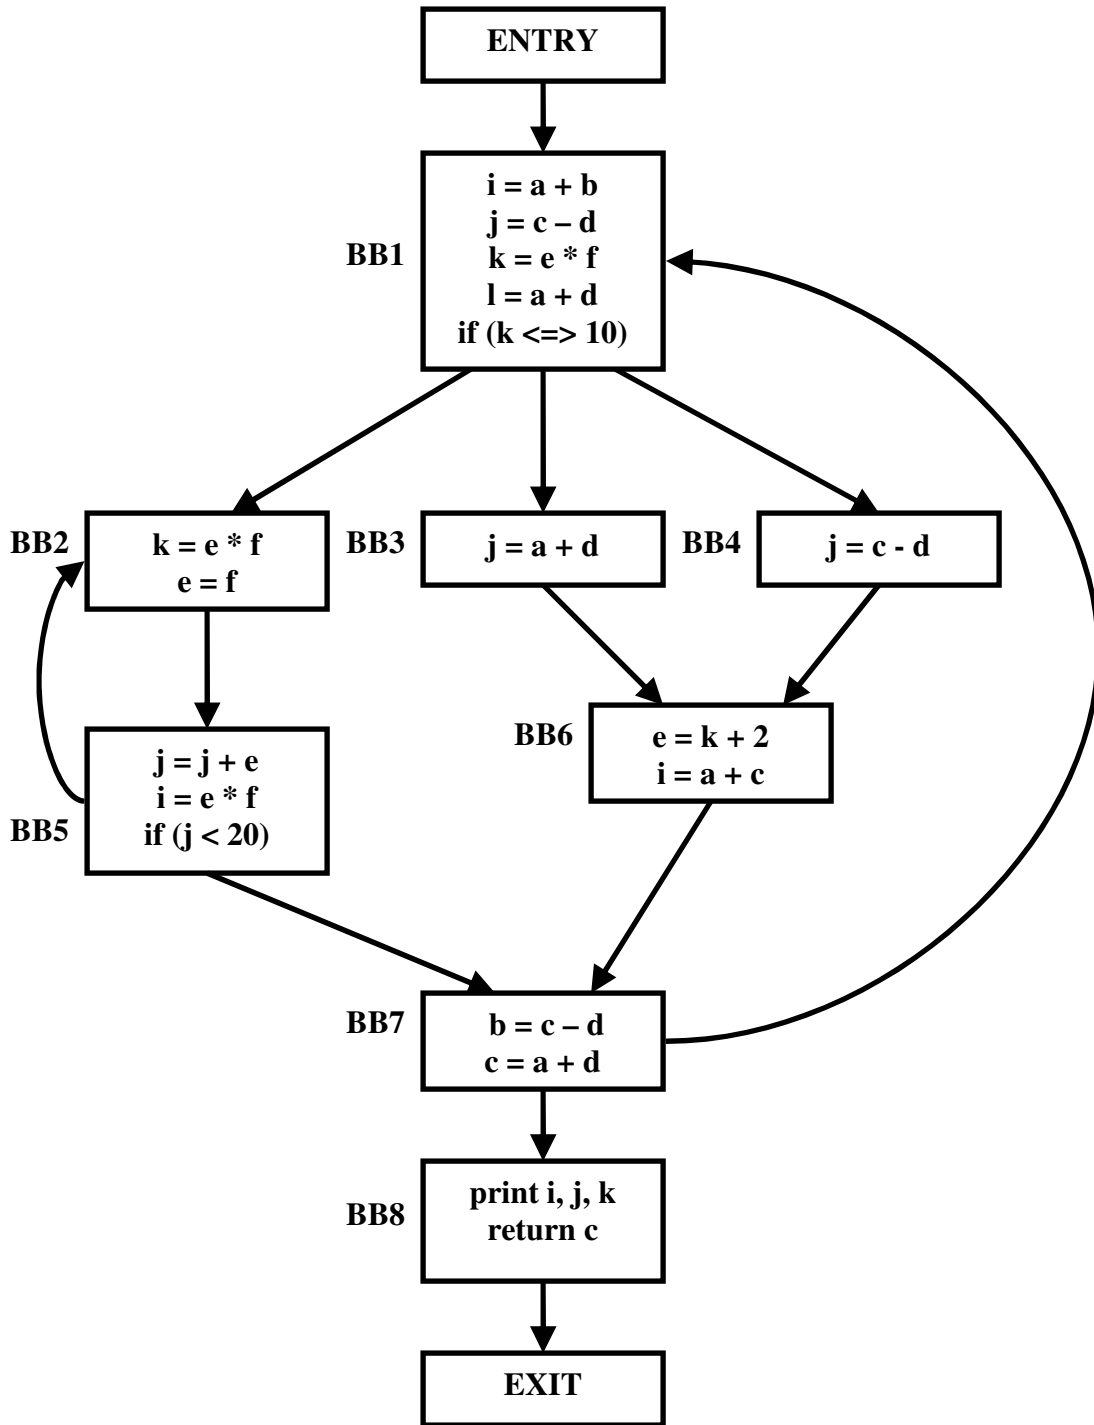 ENTRY
BB1
i = a + b
j = c – d
k = e * f
l = a + d
if (k <=> 10)
BB2
k = e * f
e = f
BB3
j = a + d
BB4
j = c - d
BB5
j = j + e
i = e * f
if (j < 20)
BB6
e = k + 2
i = a + c
BB7
b = c – d
c = a + d
BB8
print i, j, k
return c
EXIT